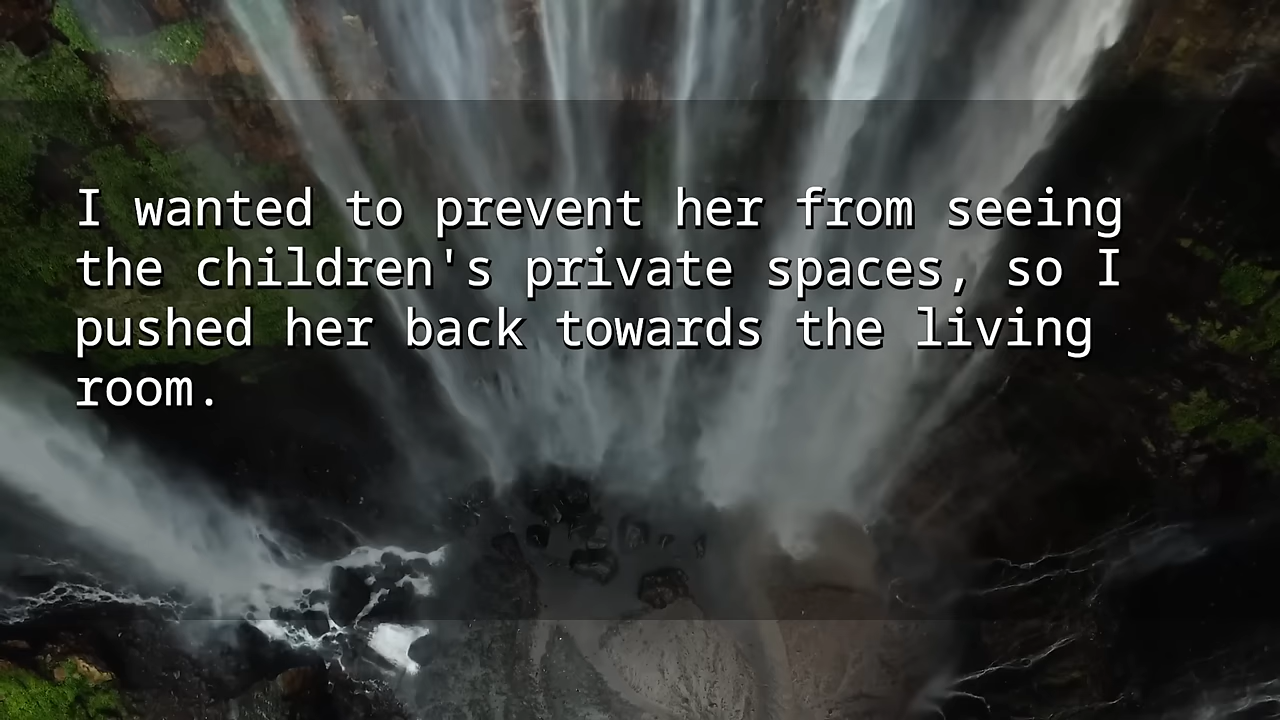 I wanted to prevent her from seeing
the children's private spaces, so I
pushed her back towards the living
room.